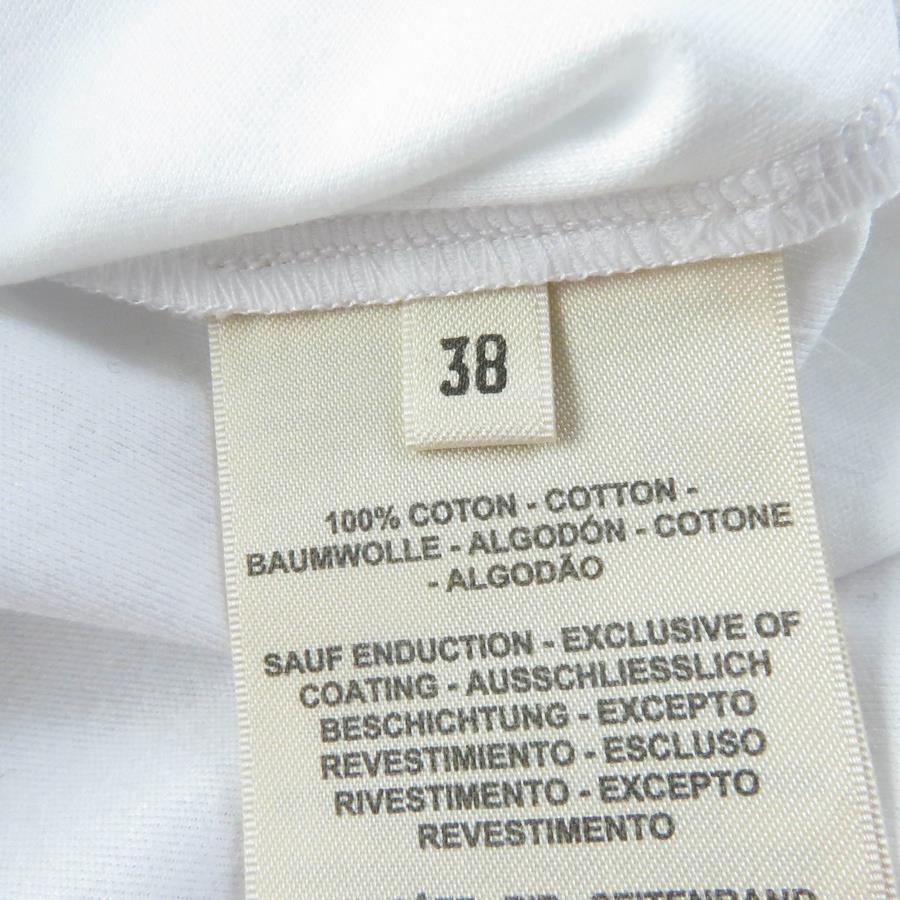 38
100% COTON - COTTON -
BAUMWOLLE - ALGODÓN - COTONE
- ALGODÃO
SAUF ENDUCTION - EXCLUSIVE OF
COATING - AUSSCHLIESSLICH
BESCHICHTUNG - EXCEPTO
REVESTIMIENTO - ESCLUSO
RIVESTIMENTO - EXCEPTO
REVESTIMENTO